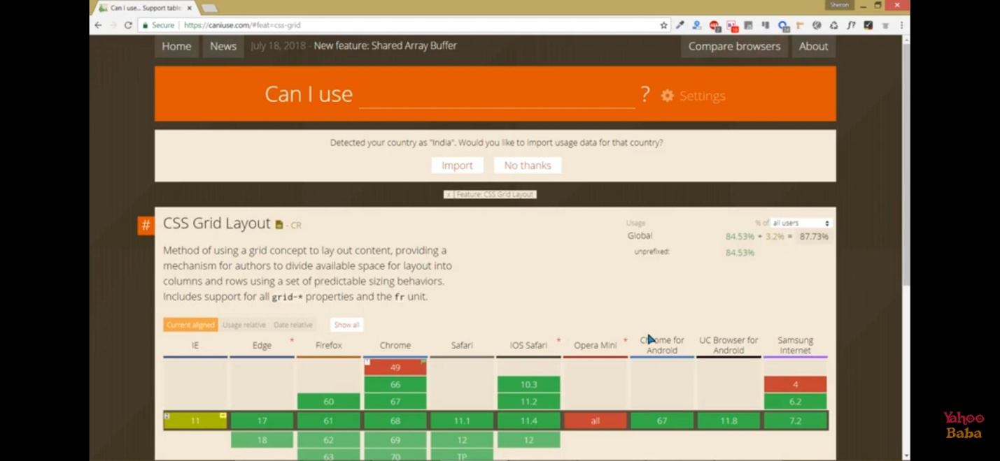 Can I use... Support table
Sheron
Secure https://caniuse.com/#feat=css-grid
Home News July 18, 2018 - New feature: Shared Array Buffer Compare browsers About
Can I use ? Settings
Detected your country as "India". Would you like to import usage data for that country?
Import No thanks
x Feature: CSS Grid Layout
# CSS Grid Layout - CR
Usage % of all users
Global 84.53% + 3.2% = 87.73%
unprefixed: 84.53%
Method of using a grid concept to lay out content, providing a
mechanism for authors to divide available space for layout into
columns and rows using a set of predictable sizing behaviors.
Includes support for all grid-* properties and the fr unit.
Current aligned Usage relative Date relative Show all
IE Edge * Firefox Chrome Safari iOS Safari * Opera Mini * Chrome for Android UC Browser for Android Samsung Internet
49
66 10.3 4
60 67 11.2 6.2
11 17 61 68 11.1 11.4 all 67 11.8 7.2
18 62 69 12 12
63 70 TP
Yahoo
Baba